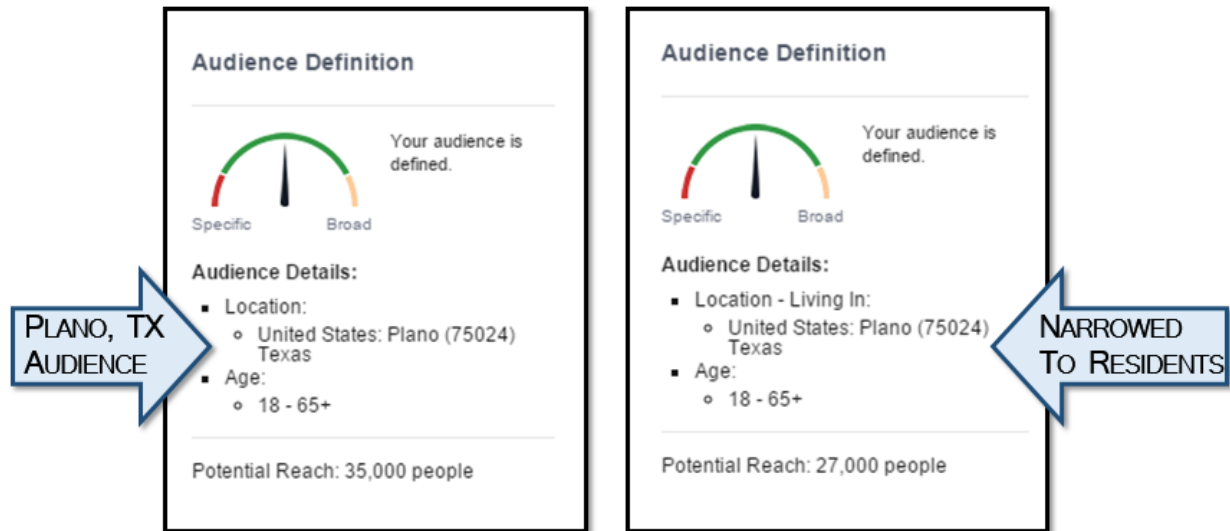 Audience Definition
Your audience is
defined.
Specific
Broad
Audience Details:
▪ Location:
○ United States: Plano (75024)
Texas
▪ Age:
○ 18 - 65+
Potential Reach: 35,000 people
PLANO, TX
AUDIENCE
Audience Definition
Your audience is
defined.
Specific
Broad
Audience Details:
▪ Location - Living In:
○ United States: Plano (75024)
Texas
▪ Age:
○ 18 - 65+
Potential Reach: 27,000 people
NARROWED
TO RESIDENTS